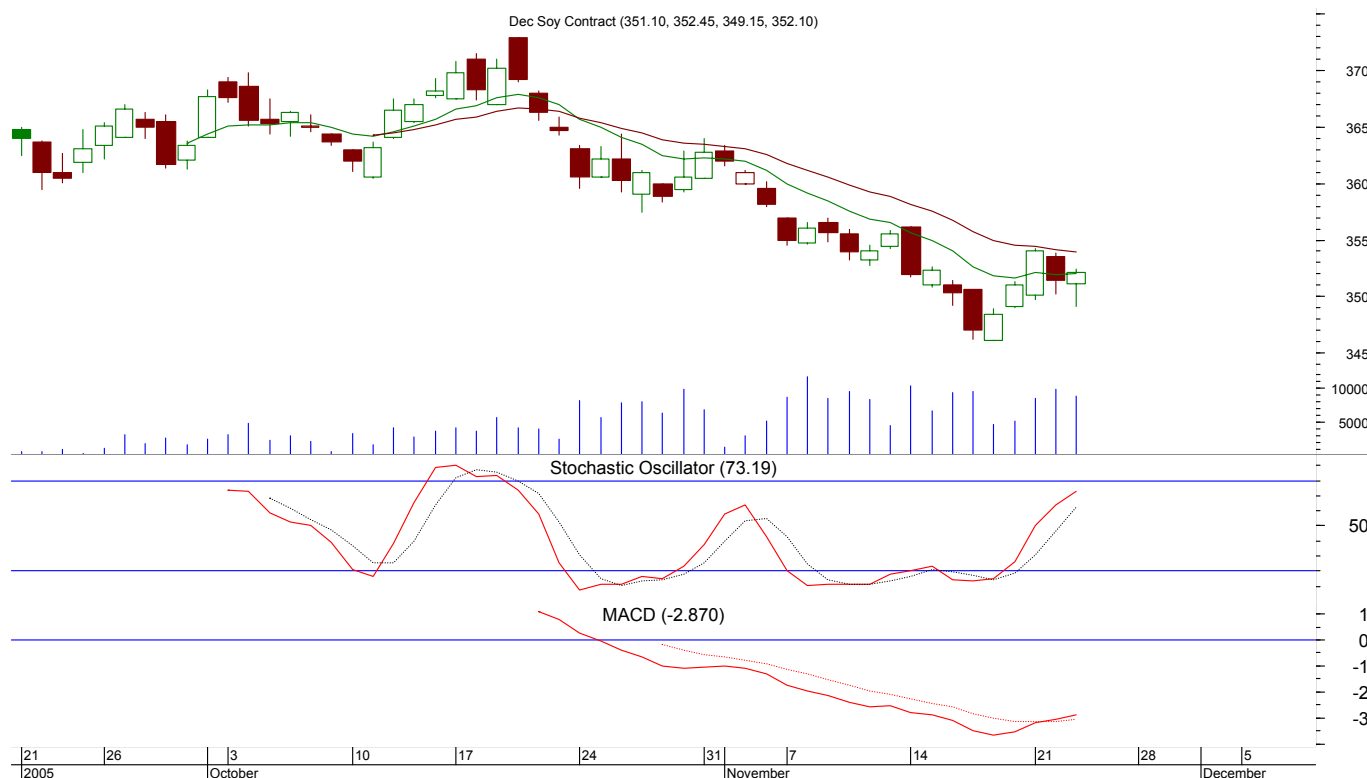 Dec Soy Contract (351.10, 352.45, 349.15, 352.10)
370
365
360
355
350
345
10000
5000
Stochastic Oscillator (73.19)
50
MACD (-2.870)
1
0
-1
-2
-3
21 26 3 10 17 24 31 7 14 21 28 5
2005 October November December